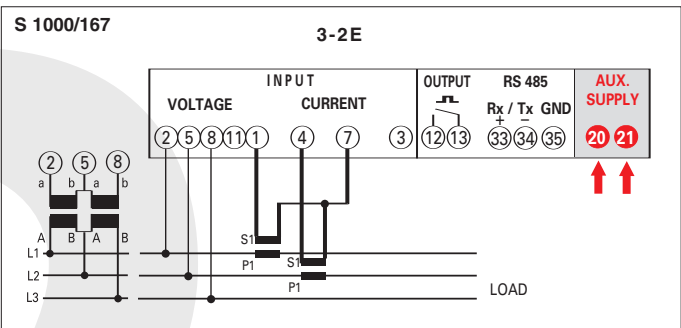 S 1000/167
3-2E
INPUT
OUTPUT
RS 485
AUX.
SUPPLY
VOLTAGE
CURRENT
Rx / Tx GND
+ −
2 5 8 11 1 4 7 3 12 13 33 34 35 20 21
2 5 8
a b a b
A B A B
S1
P1
S1
P1
L1
L2
L3
LOAD